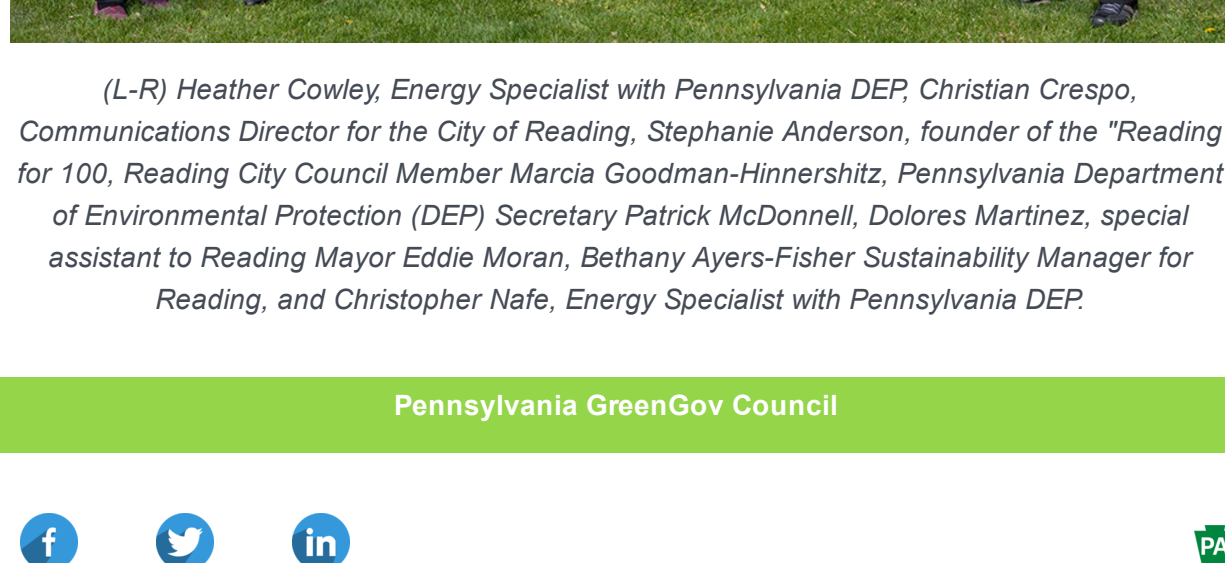 (L-R) Heather Cowley, Energy Specialist with Pennsylvania DEP, Christian Crespo,
Communications Director for the City of Reading, Stephanie Anderson, founder of the "Reading
for 100, Reading City Council Member Marcia Goodman-Hinnershitz, Pennsylvania Department
of Environmental Protection (DEP) Secretary Patrick McDonnell, Dolores Martinez, special
assistant to Reading Mayor Eddie Moran, Bethany Ayers-Fisher Sustainability Manager for
Reading, and Christopher Nafe, Energy Specialist with Pennsylvania DEP.
Pennsylvania GreenGov Council
f in PA